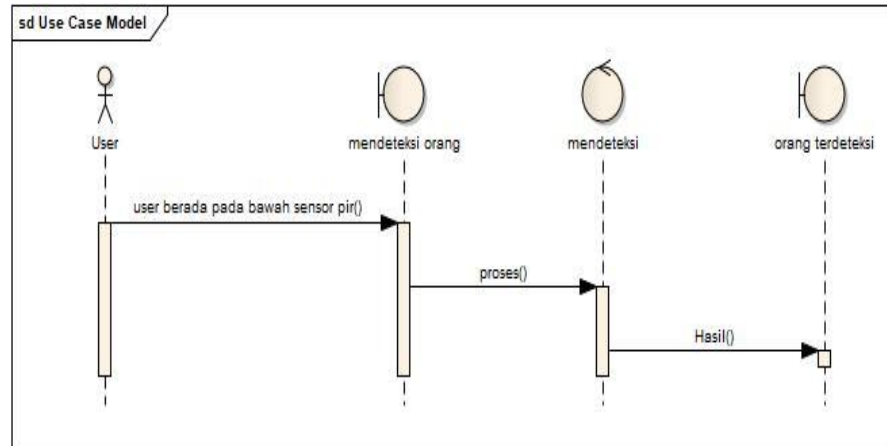 sd Use Case Model
User
mendeteksi orang
mendeteksi
orang terdeteksi
user berada pada bawah sensor pir()
proses()
Hasil()